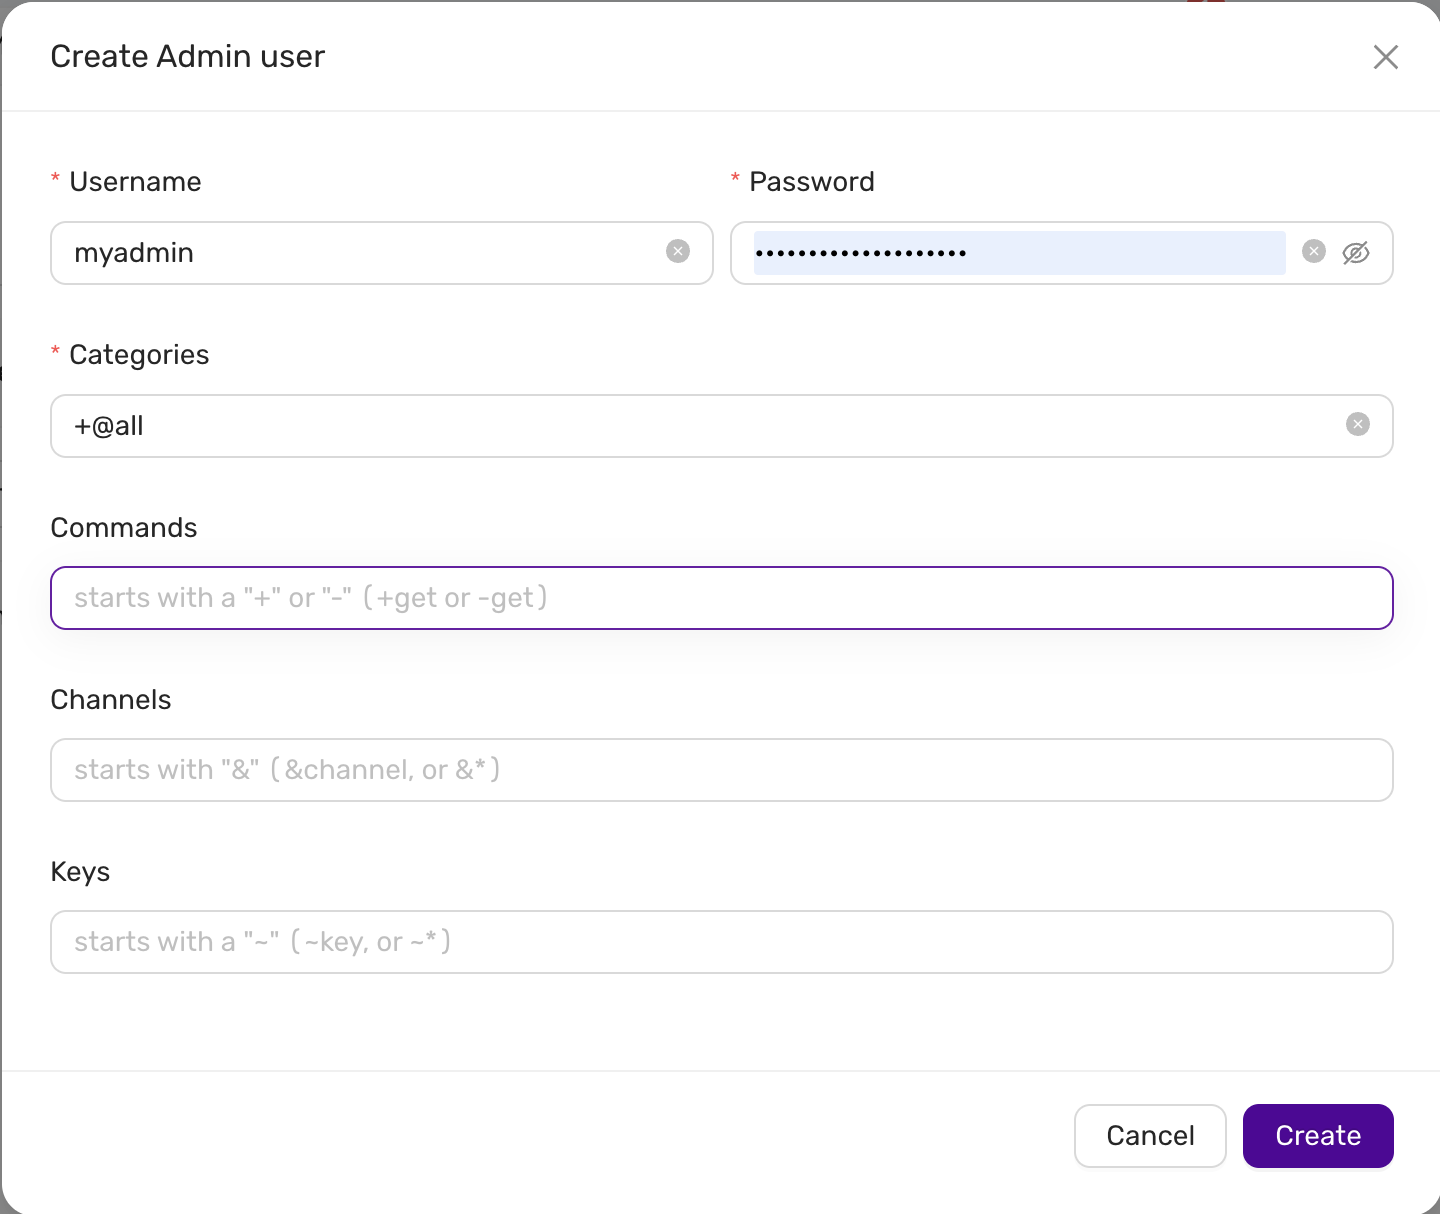 Create Admin user
* Username
* Password
myadmin
••••••••••••••••••••
* Categories
+@all
Commands
starts with a "+" or "-" (+get or -get)
Channels
starts with "&" (&channel, or &*)
Keys
starts with a "~" (~key, or ~*)
Cancel
Create